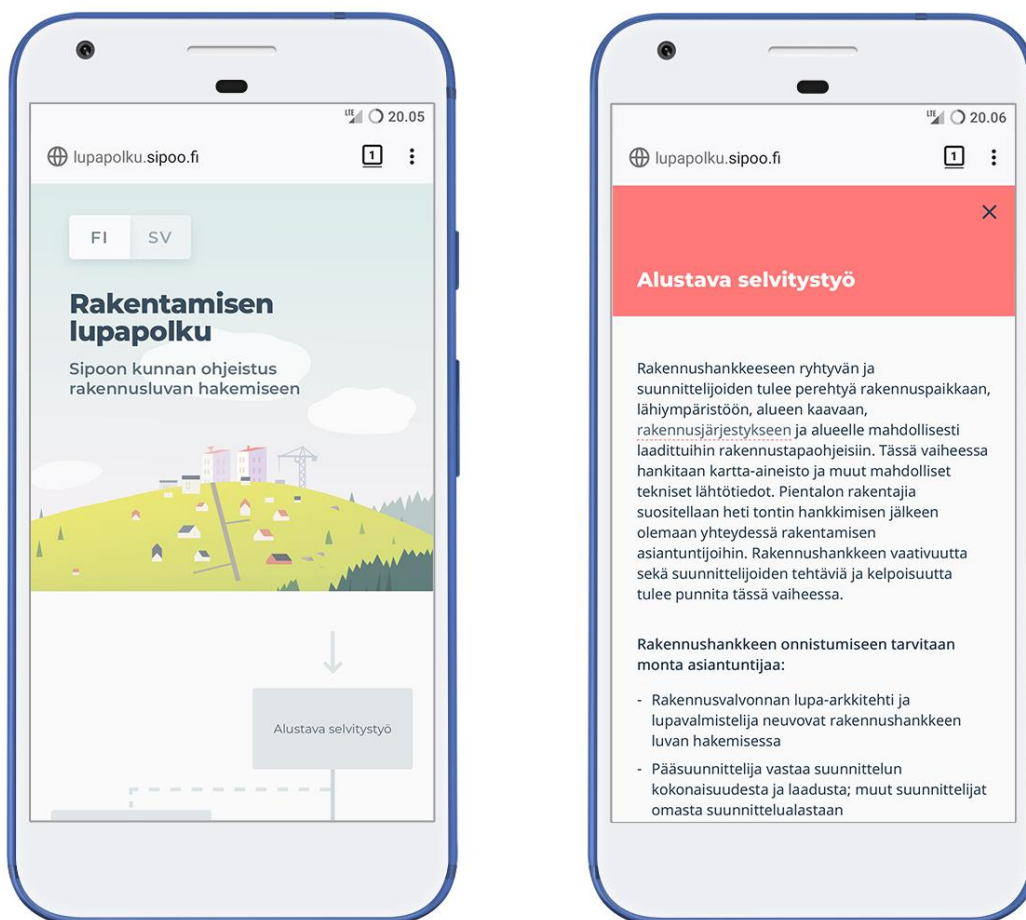 LTE 20.05
lupapolku.sipoo.fi 1
FI SV
Rakentamisen
lupapolku
Sipoon kunnan ohjeistus
rakennusluvan hakemiseen
Alustava selvitystyö
LTE 20.06
lupapolku.sipoo.fi 1
Alustava selvitystyö
Rakennushankkeeseen ryhtyvän ja
suunnittelijoiden tulee perehtyä rakennuspaikkaan,
lähiympäristöön, alueen kaavaan,
rakennusjärjestykseen ja alueelle mahdollisesti
laadittuihin rakennustapaohjeisiin. Tässä vaiheessa
hankitaan kartta-aineisto ja muut mahdolliset
tekniset lähtötiedot. Pientalon rakentajia
suositellaan heti tontin hankkimisen jälkeen
olemaan yhteydessä rakentamisen
asiantuntijoihin. Rakennushankkeen vaativuutta
sekä suunnittelijoiden tehtäviä ja kelpoisuutta
tulee punnita tässä vaiheessa.
Rakennushankkeen onnistumiseen tarvitaan
monta asiantuntijaa:
- Rakennusvalvonnan lupa-arkkitehti ja
lupavalmistelija neuvovat rakennushankkeen
luvan hakemisessa
- Pääsuunnittelija vastaa suunnittelun
kokonaisuudesta ja laadusta; muut suunnittelijat
omasta suunnittelualastaan